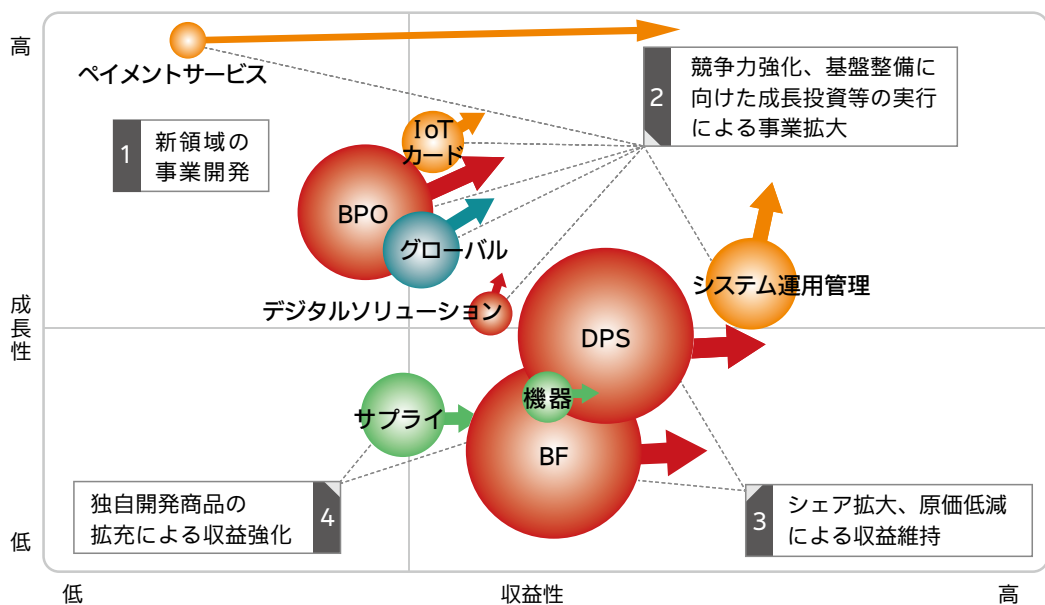 高
ペイメントサービス
2
競争力強化、基盤整備に
向けた成長投資等の実行
による事業拡大
1
新領域の
事業開発
IoT
カード
BPO
グローバル
システム運用管理
デジタルソリューション
成長性
DPS
機器
サプライ
BF
独自開発商品の
拡充による収益強化
4
3
シェア拡大、原価低減
による収益維持
低
低
収益性
高